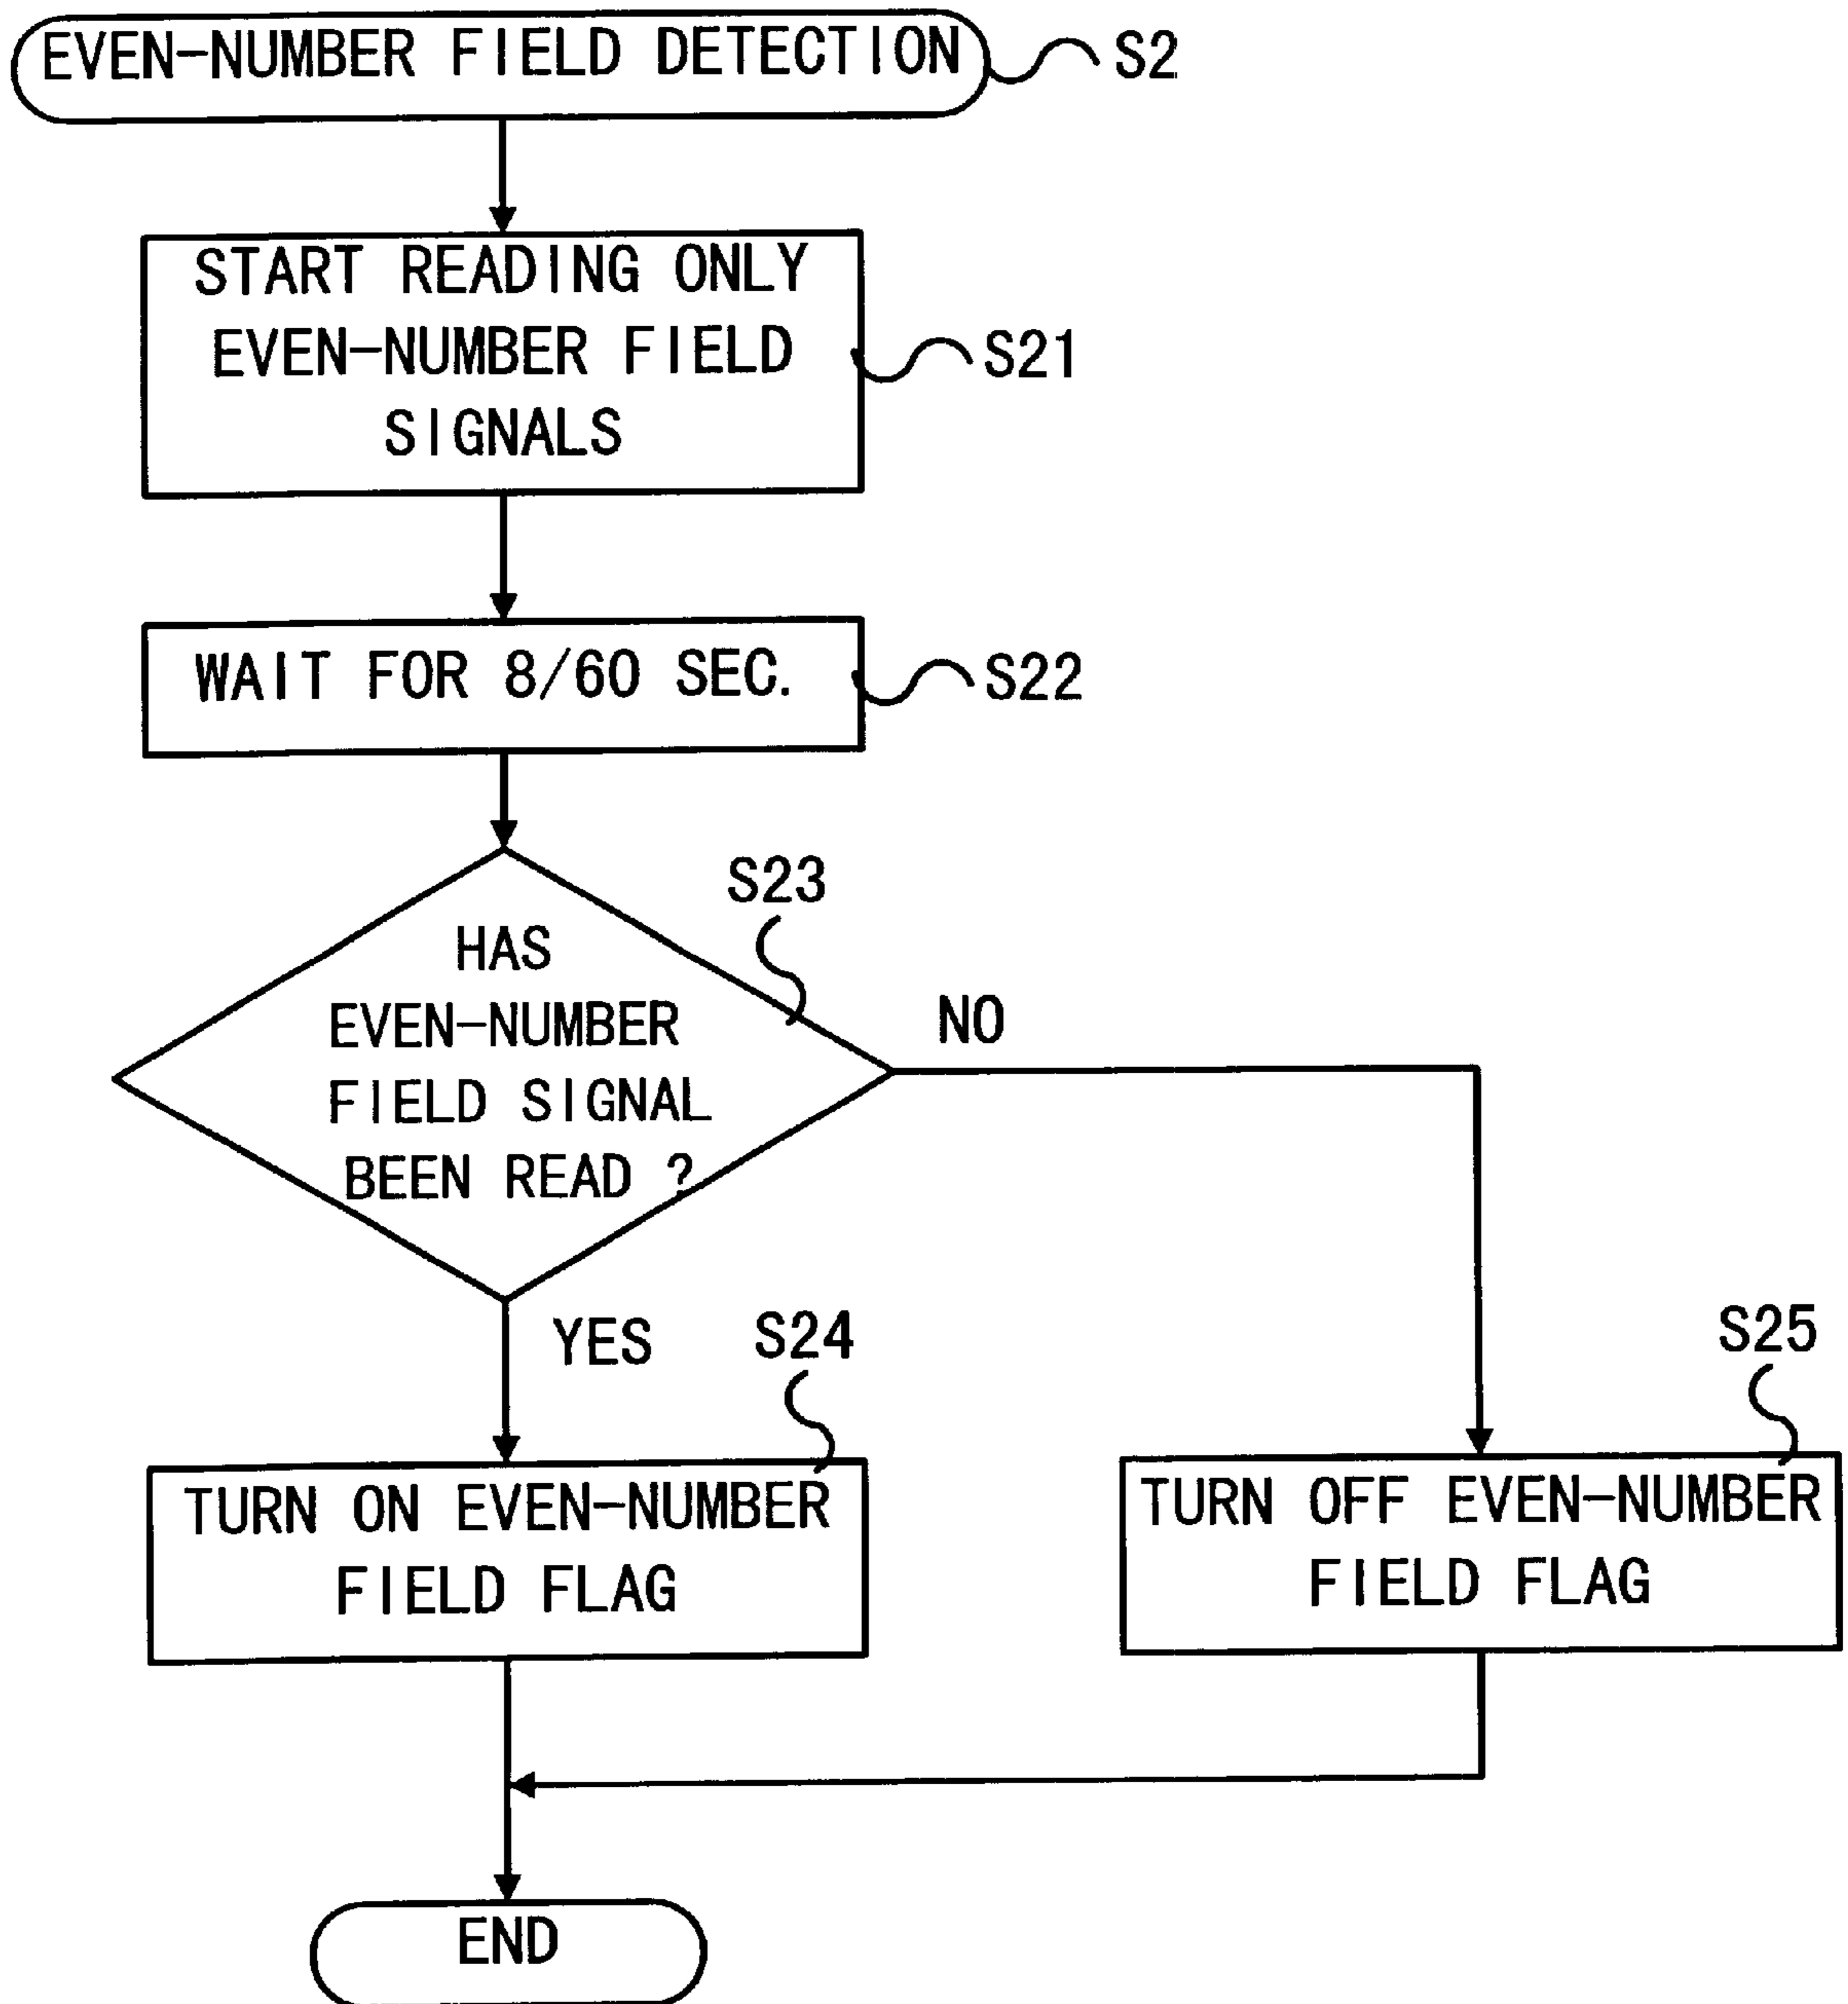 EVEN-NUMBER FIELD DETECTION
S2
START READING ONLY
EVEN-NUMBER FIELD
SIGNALS
S21
WAIT FOR 8/60 SEC.
S22
S23
HAS
EVEN-NUMBER
FIELD SIGNAL
BEEN READ ?
NO
YES
S24
S25
TURN ON EVEN-NUMBER
FIELD FLAG
TURN OFF EVEN-NUMBER
FIELD FLAG
END